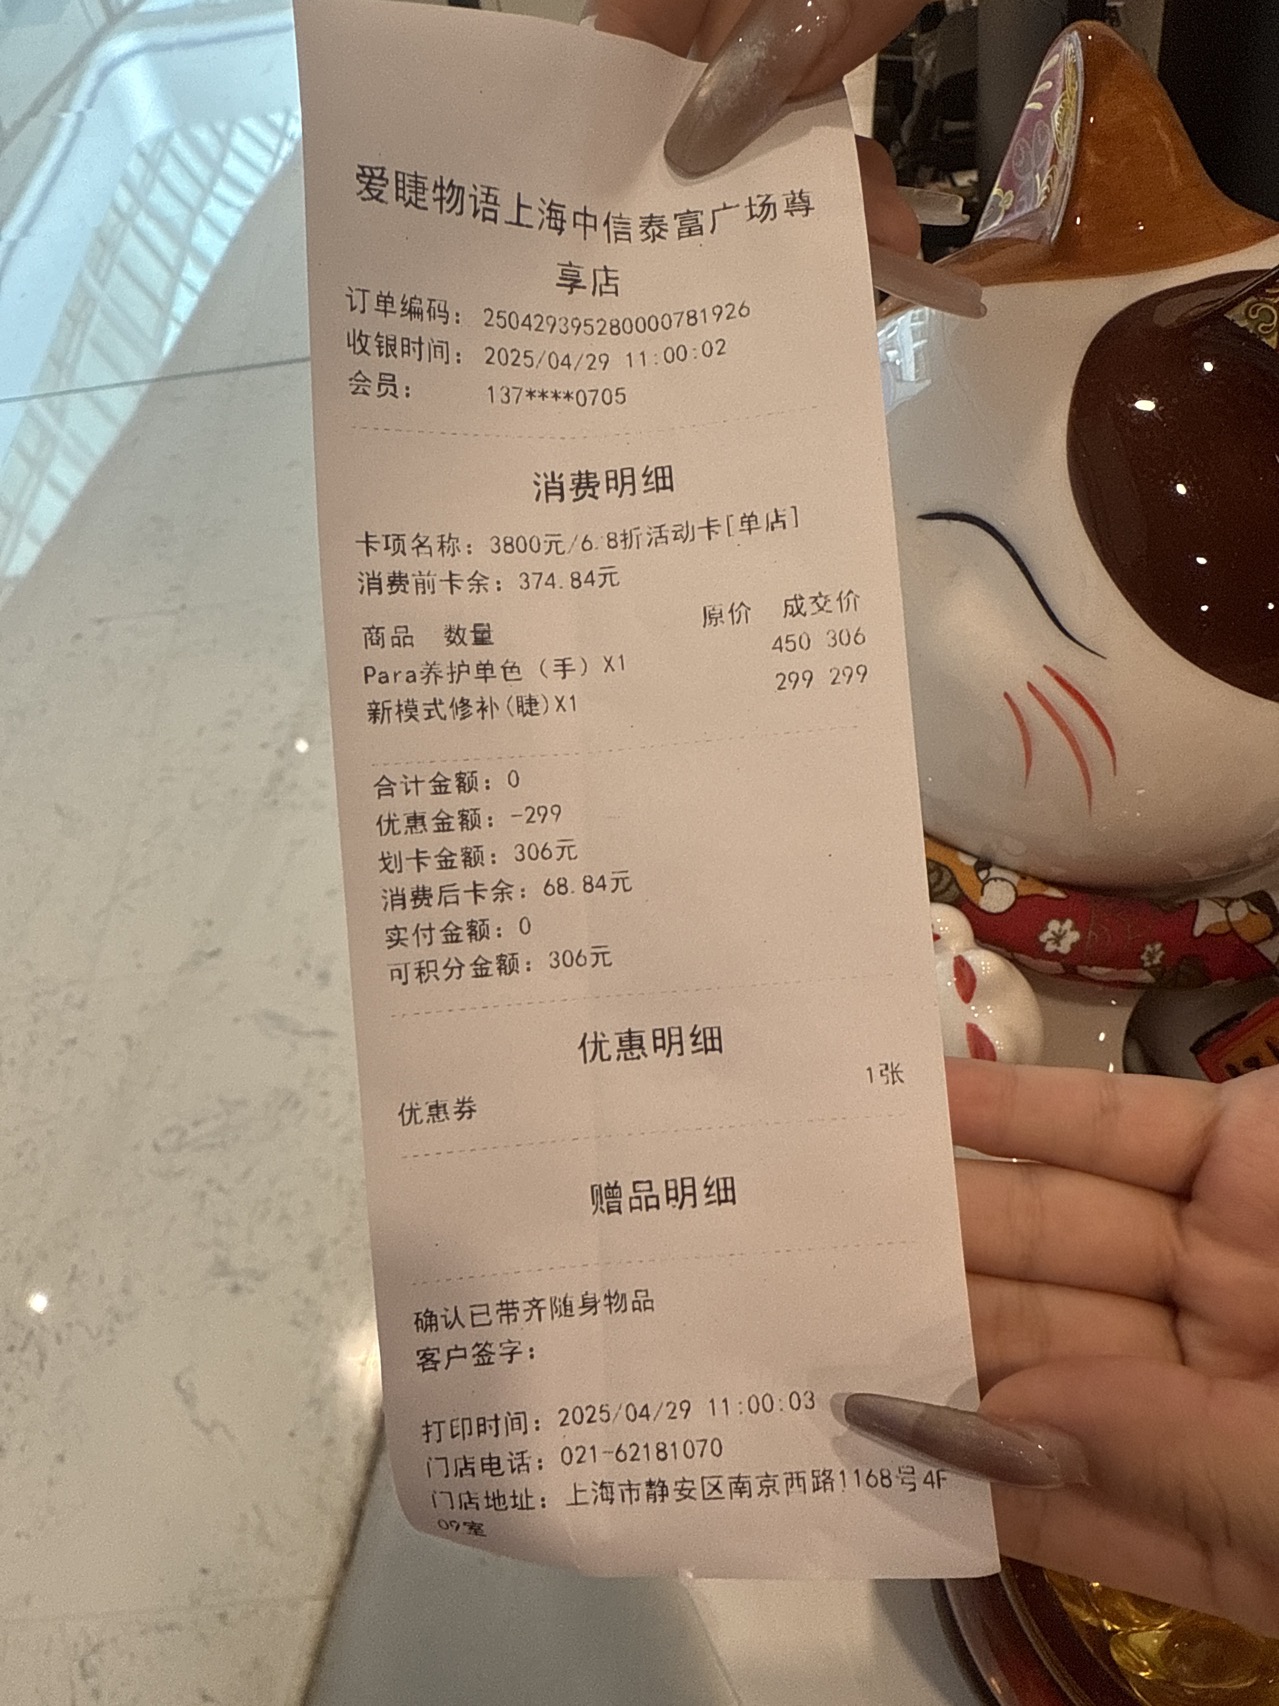 爱睫物语上海中信泰富广场尊
享店
订单编码： 250429395280000781926
收银时间： 2025/04/29 11:00:02
会员： 137****0705
消费明细
卡项名称：3800元/6.8折活动卡[单店]
消费前卡余：374.84元
商品 数量 原价 成交价
Para养护单色（手）X1 450 306
新模式修补(睫)X1 299 299
合计金额：0
优惠金额：-299
划卡金额：306元
消费后卡余：68.84元
实付金额：0
可积分金额：306元
优惠明细
优惠券 1张
赠品明细
确认已带齐随身物品
客户签字：
打印时间：2025/04/29 11:00:03
门店电话：021-62181070
门店地址：上海市静安区南京西路1168号4F
09室